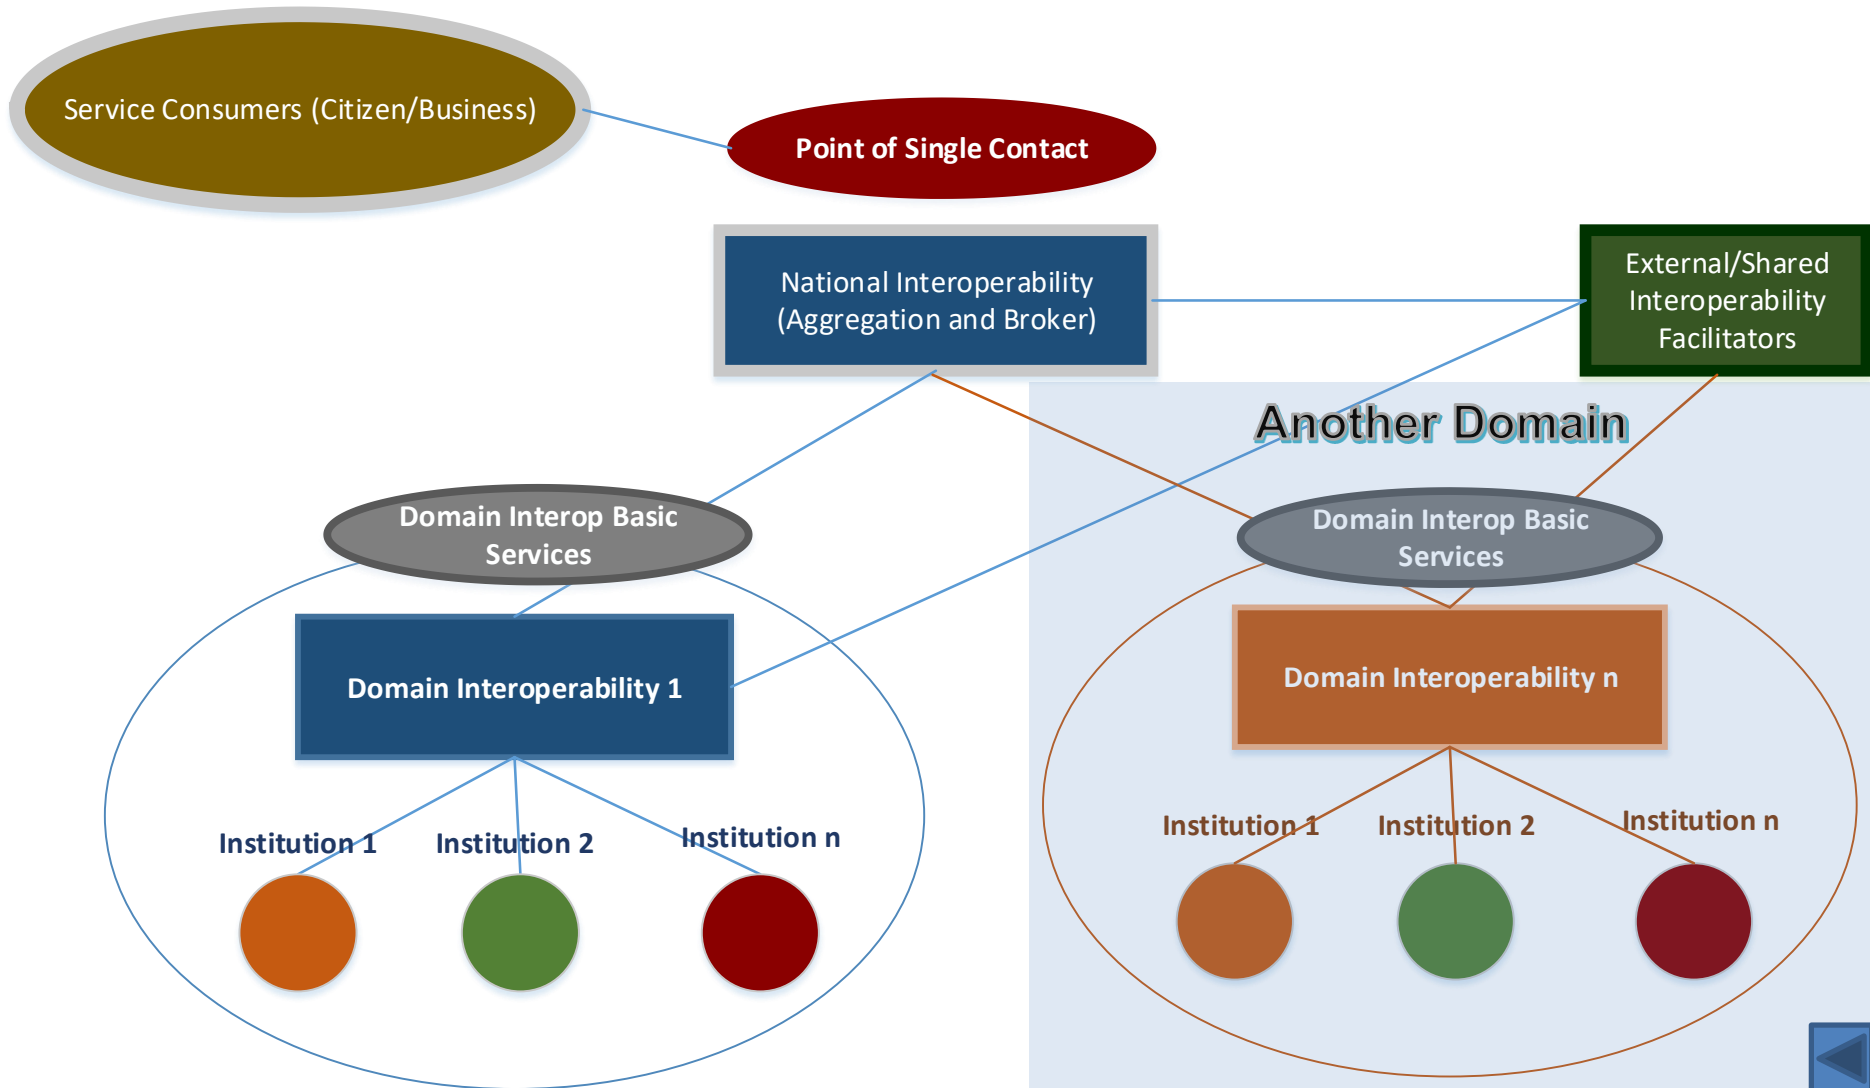 Service Consumers (Citizen/Business)
Point of Single Contact
National Interoperability
(Aggregation and Broker)
External/Shared
Interoperability
Facilitators
Another Domain
Domain Interop Basic
Services
Domain Interop Basic
Services
Domain Interoperability 1
Domain Interoperability n
Institution 1
Institution 2
Institution n
Institution 1
Institution 2
Institution n